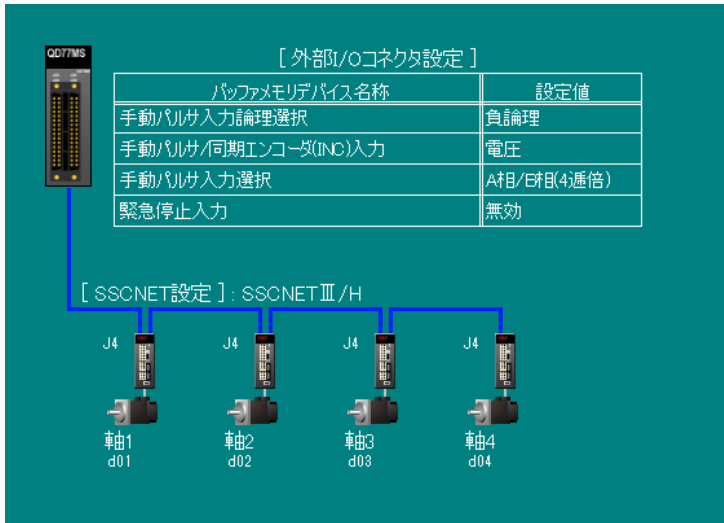 QD77MS
[ 外部I/Oコネクタ設定 ]
バッファメモリデバイス名称 設定値
手動パルサ入力論理選択 負論理
手動パルサ/同期エンコーダ(INC)入力 電圧
手動パルサ入力選択 A相/B相(4逓倍)
緊急停止入力 無効
[ SSCNET設定 ] : SSCNETⅢ/H
J4 J4 J4 J4
軸1 軸2 軸3 軸4
d01 d02 d03 d04